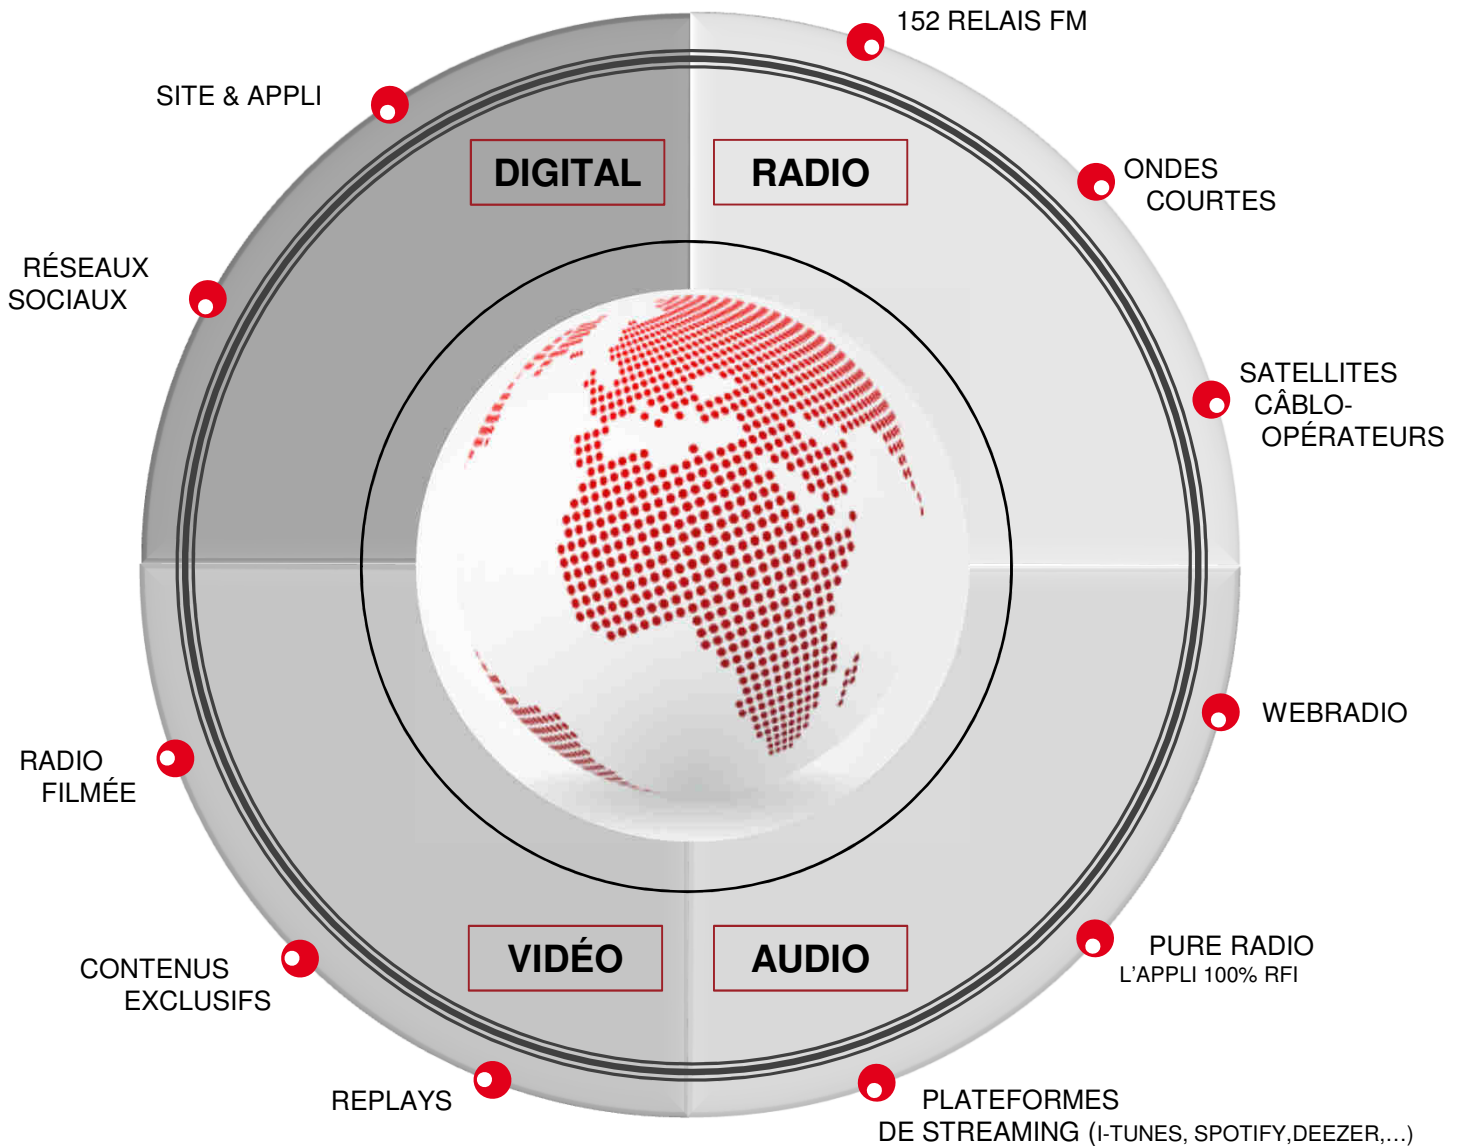 152 RELAIS FM
SITE & APPLI
DIGITAL
RADIO
ONDES
COURTES
RÉSEAUX
SOCIAUX
SATELLITES
CÂBLO-
OPÉRATEURS
WEBRADIO
RADIO
FILMÉE
VIDÉO
AUDIO
PURE RADIO
L'APPLI 100% RFI
CONTENUS
EXCLUSIFS
REPLAYS
PLATEFORMES
DE STREAMING (I-TUNES, SPOTIFY,DEEZER,...)